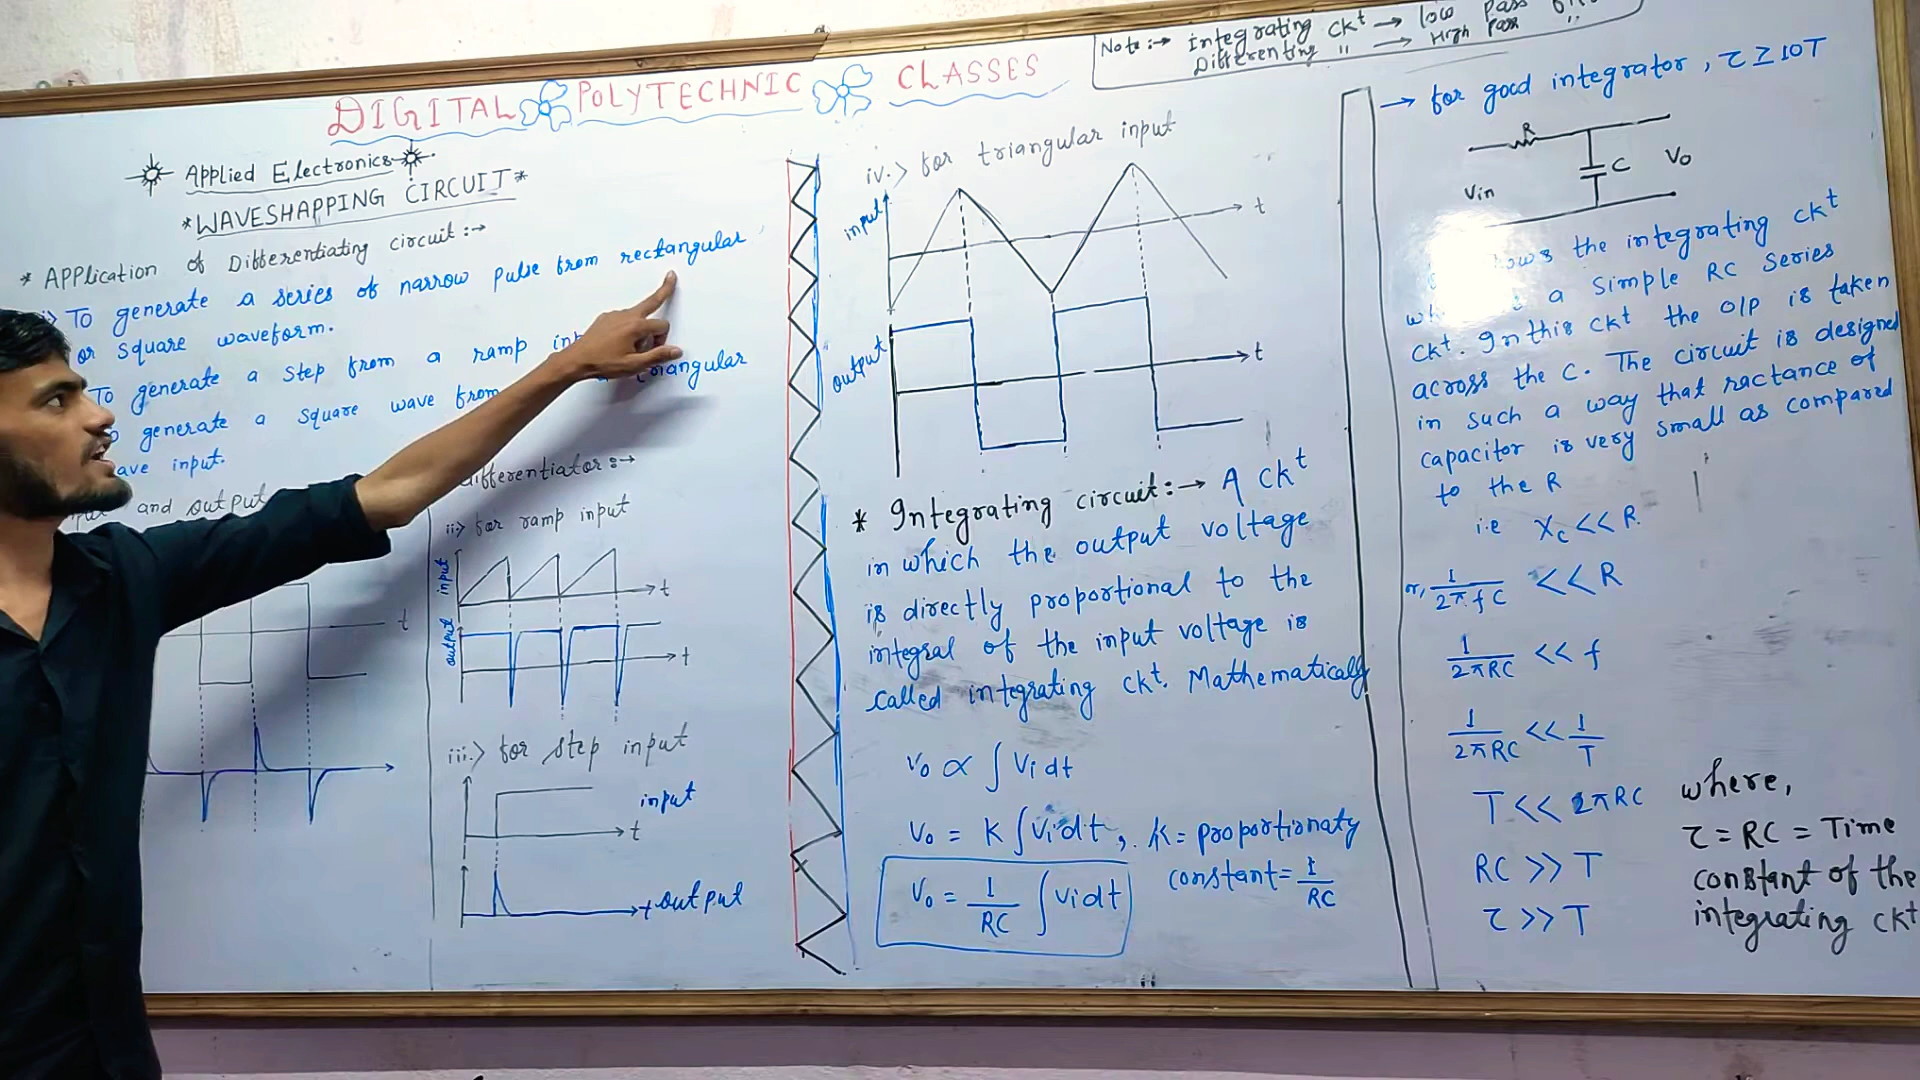 DIGITAL POLYTECHNIC CLASSES
Note:→ Integrating ckᵗ → low pass
Differenting " → High pass "
Applied Electronics
*WAVESHAPPING CIRCUIT*
* Application of Differentiating circuit:→
To generate a series of narrow pulse from rectangular
or square waveform.
To generate a step from a ramp
generate a square wave from triangular
input.
and output differentiator:→
t
ii.> for ramp input
input
t
output
t
iii.> for step input
input
t
output
iv.> for triangular input
input
t
output
t
* Integrating circuit:→ A ckᵗ
in which the output voltage
is directly proportional to the
integral of the input voltage is
called integrating ckᵗ. Mathematically
Vo ∝ ∫ Vi dt
Vo = K ∫ Vi dt, K = proportionaty
constant = 1/RC
Vo = 1/RC ∫ Vi dt
→ for good integrator, τ ≥ 10T
R
C
Vin
Vo
the integrating ckᵗ
a simple RC series
ckᵗ. In this ckᵗ the O/P is taken
across the C. The circuit is designed
in such a way that ractance of
capacitor is very small as compared
to the R
i.e Xc << R
or, 1/2πfC << R
1/2πRC << f
1/2πRC << 1/T
T << 2πRC
RC >> T
τ >> T
where,
τ = RC = Time
constant of the
integrating ckᵗ